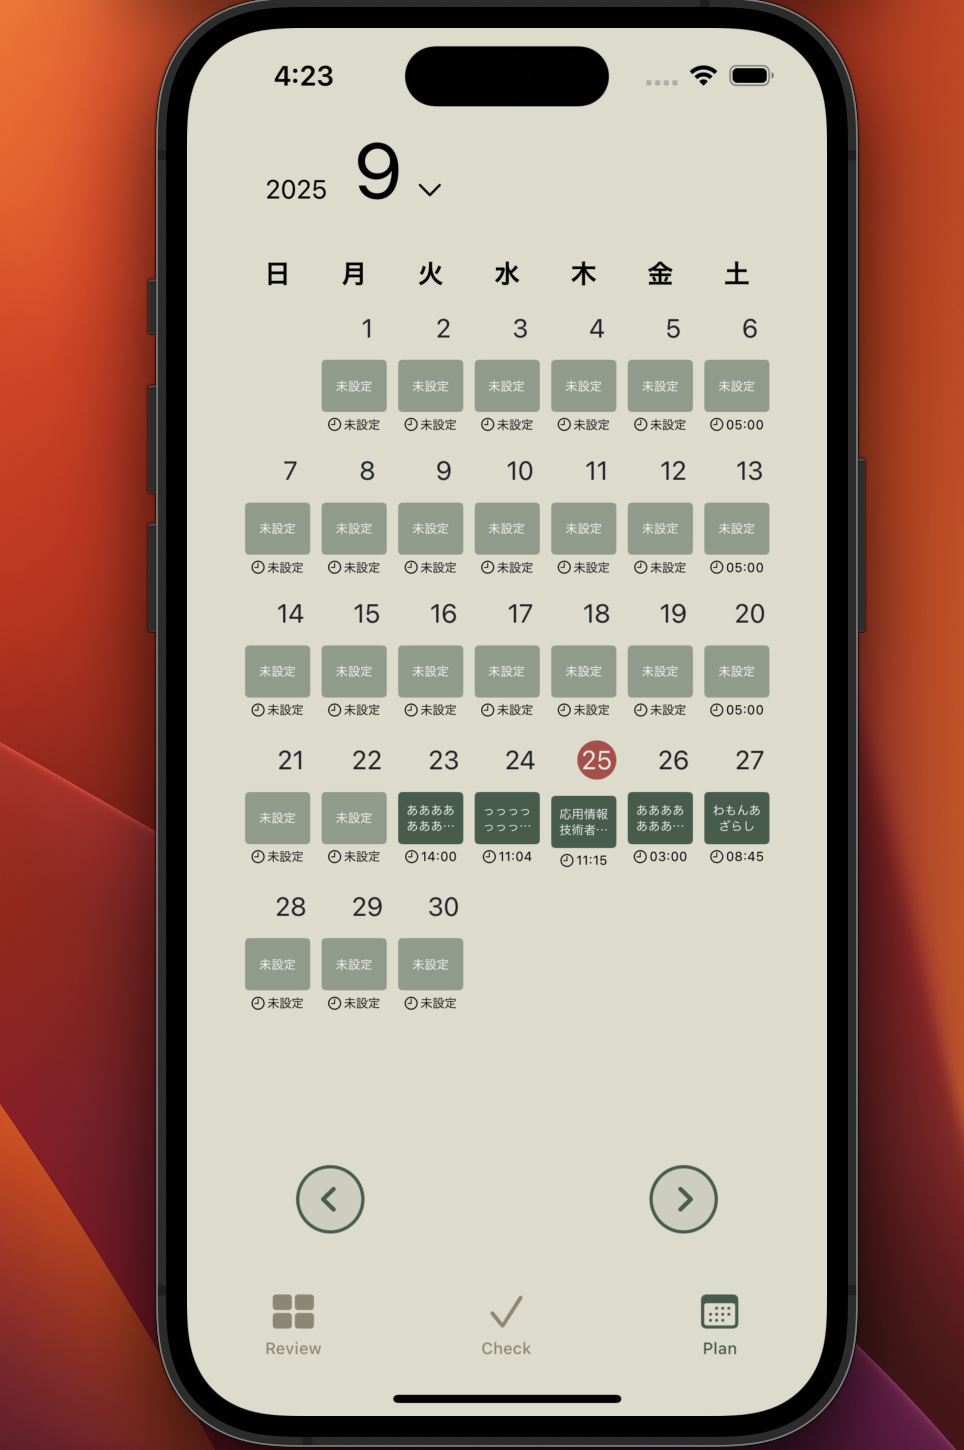 4:23
2025 9
日 月 火 水 木 金 土
1 2 3 4 5 6
未設定 未設定 未設定 未設定 未設定 未設定
未設定 未設定 未設定 未設定 未設定 05:00
7 8 9 10 11 12 13
未設定 未設定 未設定 未設定 未設定 未設定 未設定
未設定 未設定 未設定 未設定 未設定 未設定 05:00
14 15 16 17 18 19 20
未設定 未設定 未設定 未設定 未設定 未設定 未設定
未設定 未設定 未設定 未設定 未設定 未設定 05:00
21 22 23 24 25 26 27
未設定 未設定 ああああ っっっっ 応用情報 ああああ わもんあ
あああ… っっっ… 技術者… あああ… ざらし
未設定 未設定 14:00 11:04 11:15 03:00 08:45
28 29 30
未設定 未設定 未設定
未設定 未設定 未設定
Review Check Plan